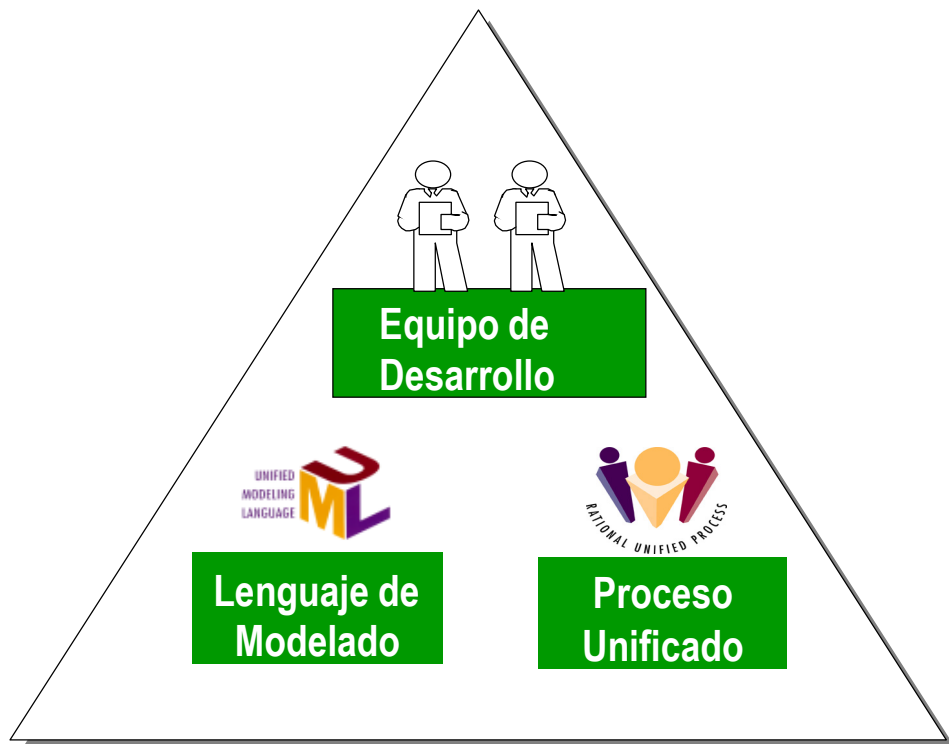 Equipo de
Desarrollo
UNIFIED
MODELING
LANGUAGE
UML
RATIONAL UNIFIED PROCESS
Lenguaje de
Modelado
Proceso
Unificado